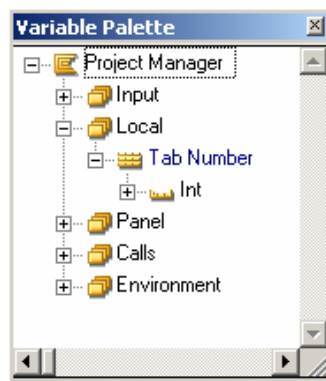 Variable Palette
Project Manager
Input
Local
Tab Number
Int
Panel
Calls
Environment